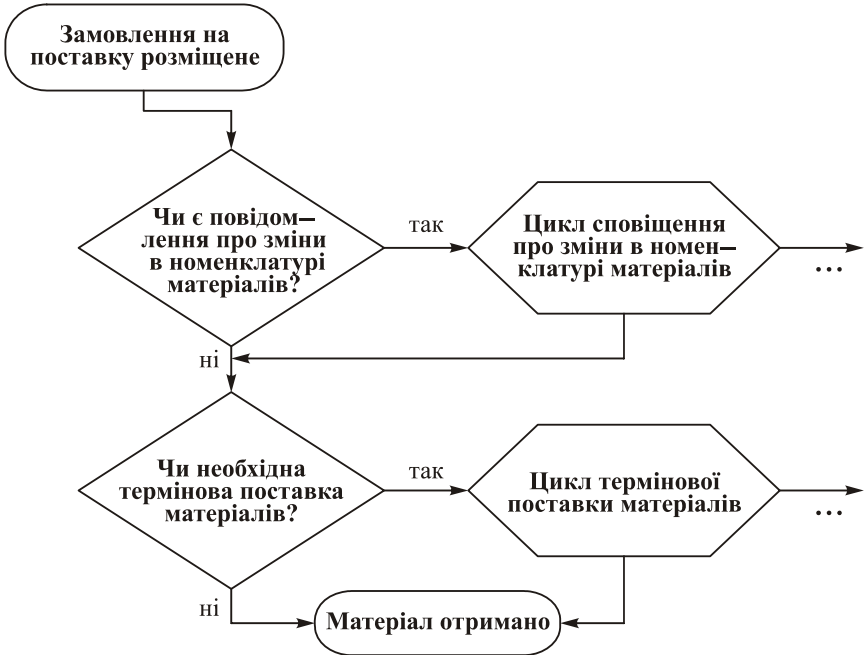 Замовлення на
поставку розміщене
Чи є повідом–
лення про зміни
в номенклатурі
матеріалів?
так
Цикл сповіщення
про зміни в номен–
клатурі матеріалів
...
ні
Чи необхідна
термінова поставка
матеріалів?
так
Цикл термінової
поставки матеріалів
...
ні
Матеріал отримано